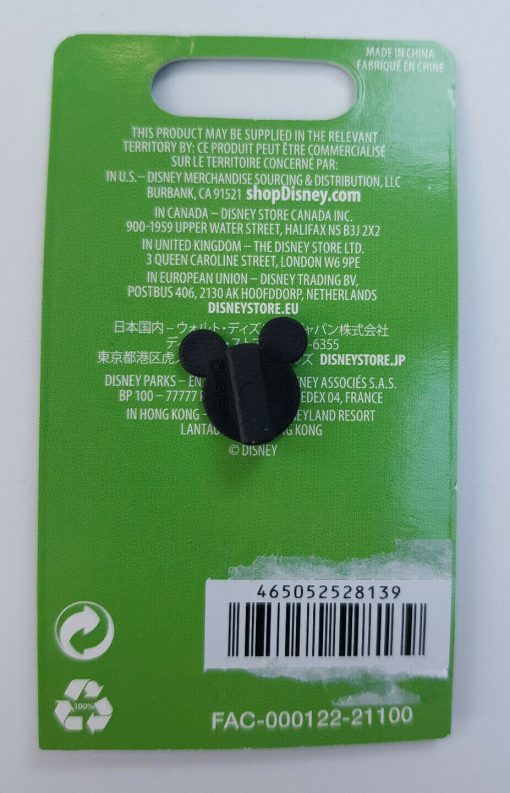 MADE IN CHINA
FABRIQUÉ EN CHINE
THIS PRODUCT MAY BE SUPPLIED IN THE RELEVANT
TERRITORY BY: CE PRODUIT PEUT ÊTRE COMMERCIALISÉ
SUR LE TERRITOIRE CONCERNÉ PAR:
IN U.S. – DISNEY MERCHANDISE SOURCING & DISTRIBUTION, LLC
BURBANK, CA 91521 shopDisney.com
IN CANADA – DISNEY STORE CANADA INC.
900-1959 UPPER WATER STREET, HALIFAX NS B3J 2X2
IN UNITED KINGDOM – THE DISNEY STORE LTD.
3 QUEEN CAROLINE STREET, LONDON W6 9PE
IN EUROPEAN UNION – DISNEY TRADING BV,
POSTBUS 406, 2130 AK HOOFDDORP, NETHERLANDS
DISNEYSTORE.EU
日本国内 – ウォルト・ディズ ャパン株式会社
ディ ・スト -6355
東京都港区虎 ズ DISNEYSTORE.JP
DISNEY PARKS – EN NEY ASSOCIÉS S.A.S.
BP 100 – 77777 EDEX 04, FRANCE
IN HONG KONG – EYLAND RESORT
LANTAU NG KONG
© DISNEY
465052528139
100%
FAC-000122-21100